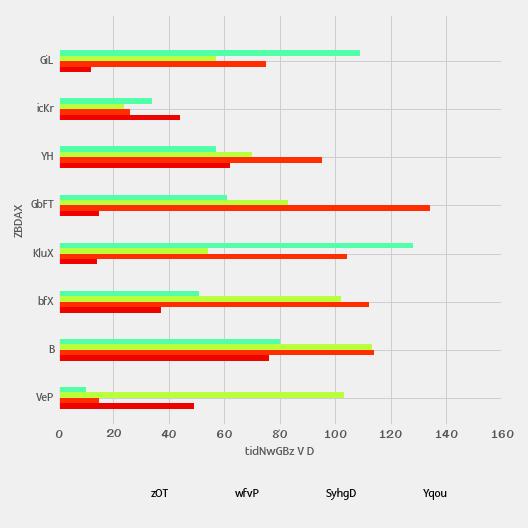 GiL
icKr
YH
GbFT
KluX
bfX
B
VeP
ZBDAX
0 20 40 60 80 100 120 140 160
tidNwGBz V D
zOT wfvP SyhgD Yqou